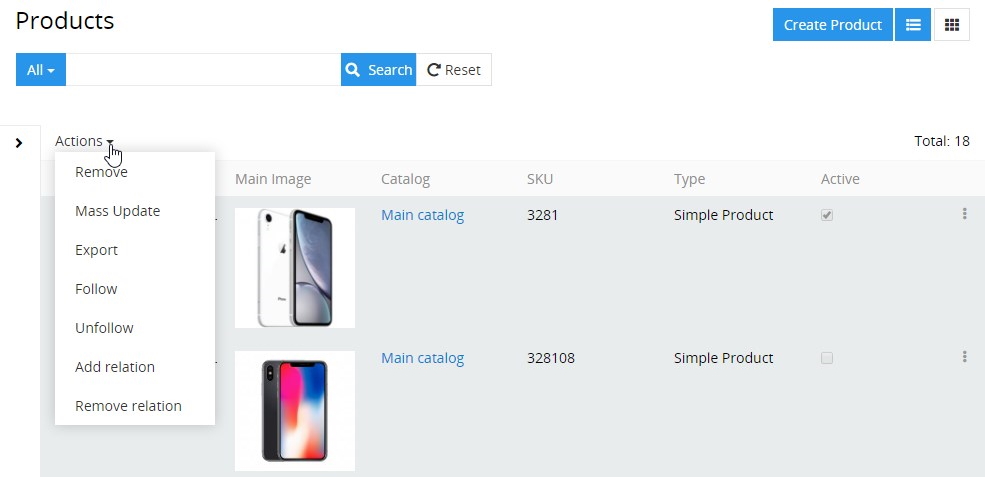 Products
Create Product
All
Search
Reset
Actions
Total: 18
Remove
Mass Update
Export
Follow
Unfollow
Add relation
Remove relation
Main Image Catalog SKU Type Active
Main catalog 3281 Simple Product
Main catalog 328108 Simple Product